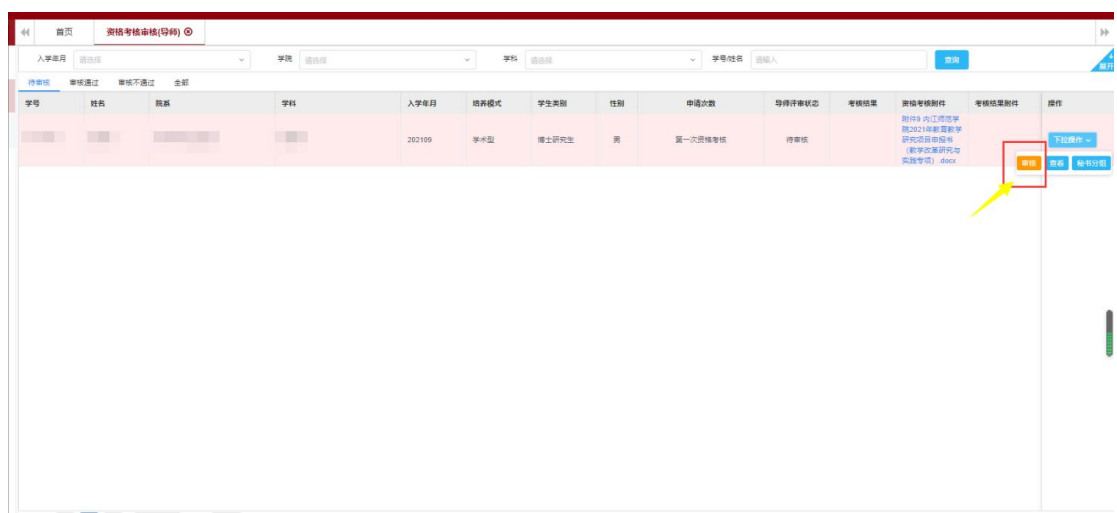 首页 资格考核审核(导师)
入学年月 请选择 学院 请选择 学科 请选择 学号/姓名 请输入 查询 展开
待审核 审核通过 审核不通过 全部
学号 姓名 院系 学科 入学年月 培养模式 学生类别 性别 申请次数 导师评审状态 考核结果 资格考核附件 考核结果附件 操作
202109 学术型 博士研究生 男 第一次资格考核 待审核 下拉操作
附件9 内江师范学
院2021年教育教学
研究项目申报书
（教学改革研究与
实践专项）.docx
审核 查看 秘书分组